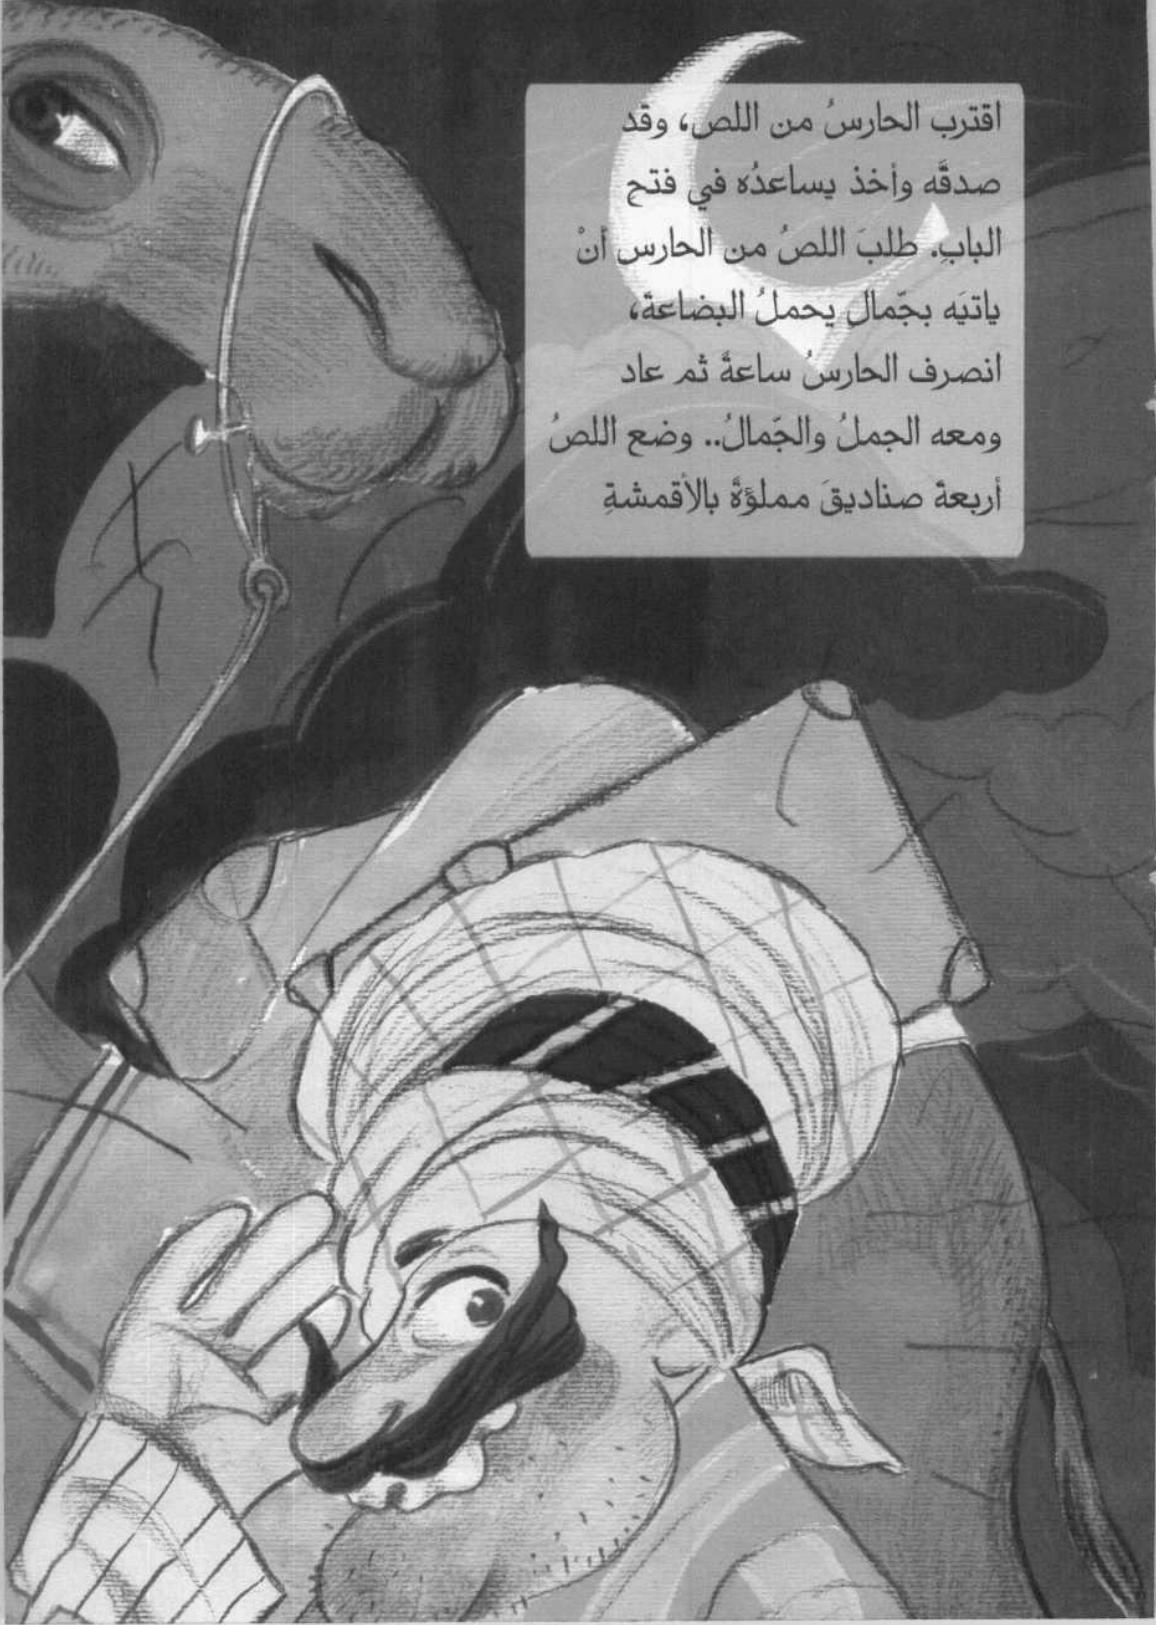 اقترب الحارسُ من اللص، وقد
صدقَّه وأخذ يساعدُه في فتح
البابِ. طلبَ اللصُ من الحارس أنْ
ياتيَه بجّمال يحملُ البضاعةَ،
انصرف الحارسُ ساعةً ثم عاد
ومعه الجملُ والجّمالُ.. وضع اللصُ
أربعةَ صناديقَ مملؤةً بالأقمشةِ